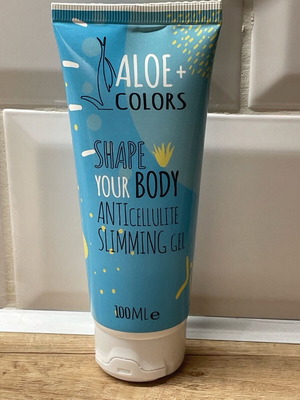 ALOE+
COLORS
SHAPE
YOUR BODY
ANTICELLULITE
SLIMMING GEL
100ML e